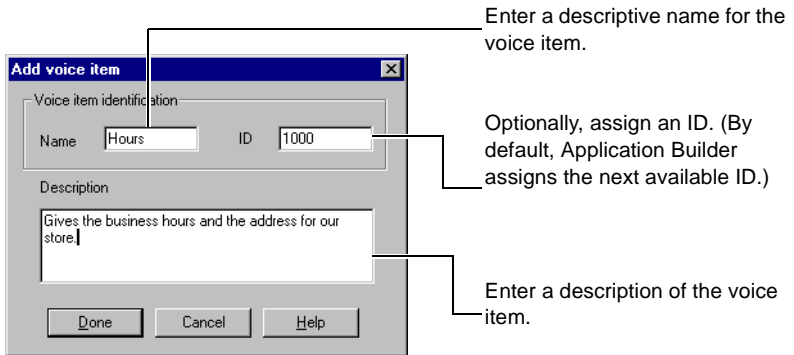 Enter a descriptive name for the
voice item.
Add voice item
Voice item identification
Name Hours ID 1000
Optionally, assign an ID. (By
default, Application Builder
assigns the next available ID.)
Description
Gives the business hours and the address for our
store.
Enter a description of the voice
item.
Done Cancel Help